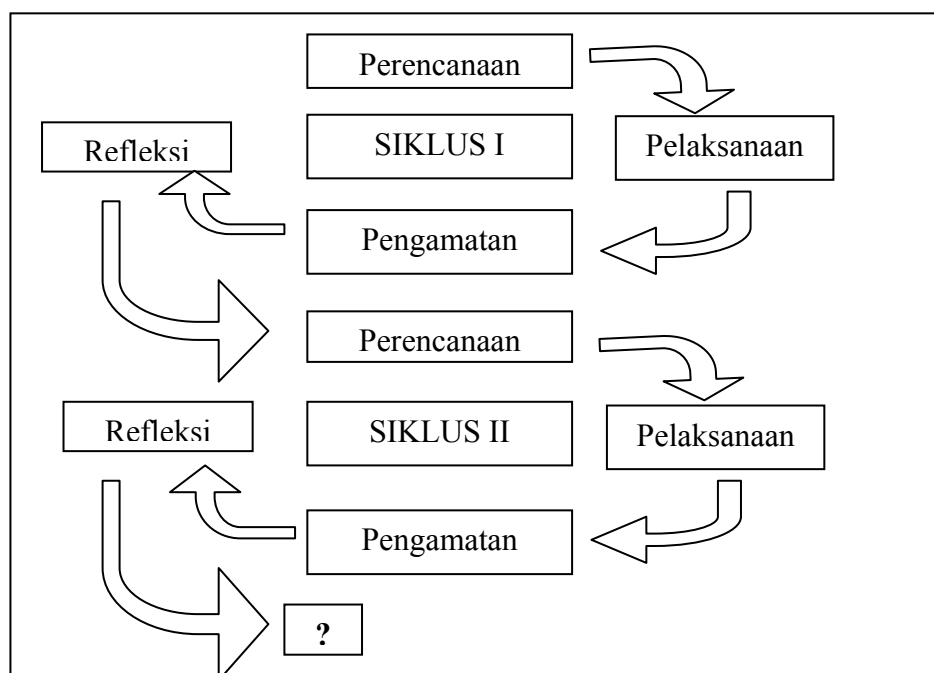 Perencanaan
Refleksi
SIKLUS I
Pelaksanaan
Pengamatan
Perencanaan
Refleksi
SIKLUS II
Pelaksanaan
Pengamatan
?